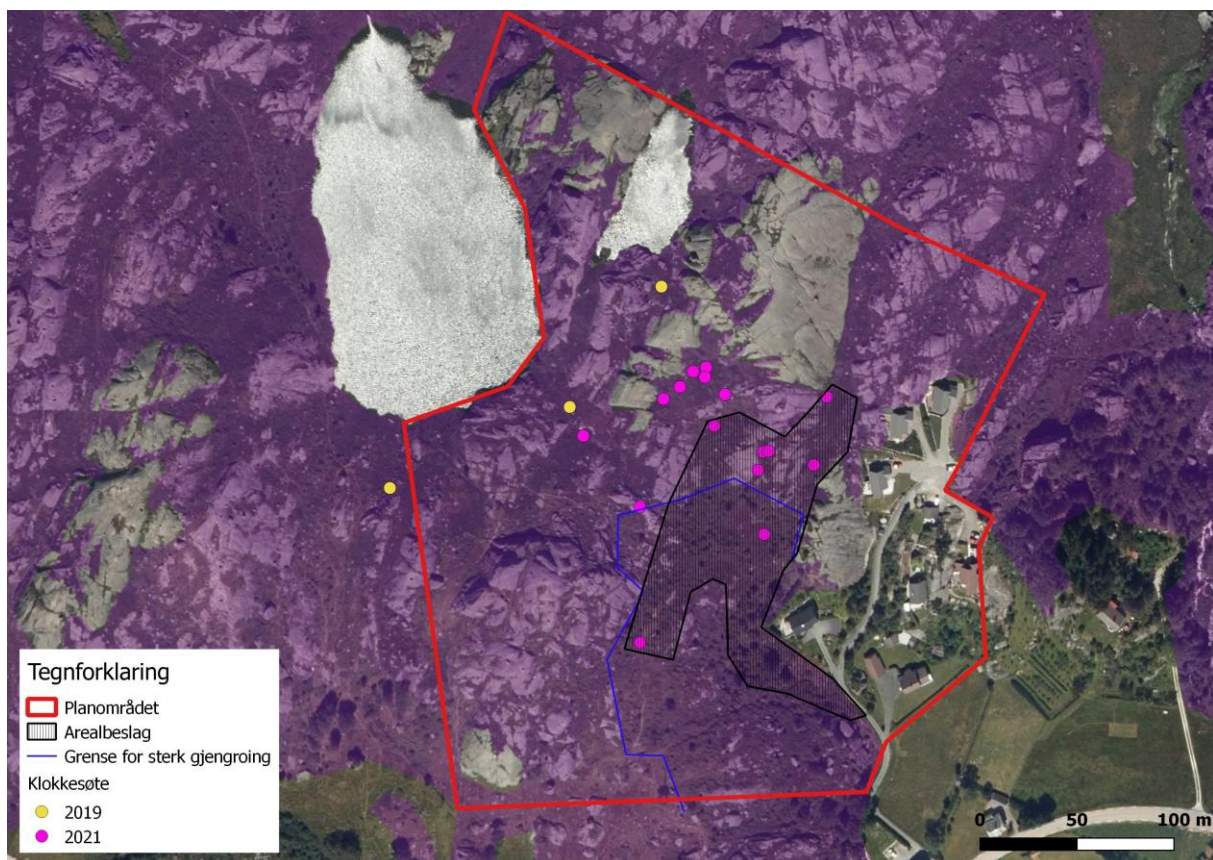 Tegnforklaring
Planområdet
Arealbeslag
Grense for sterk gjengroing
Klokkesøte
2019
2021
0 50 100 m